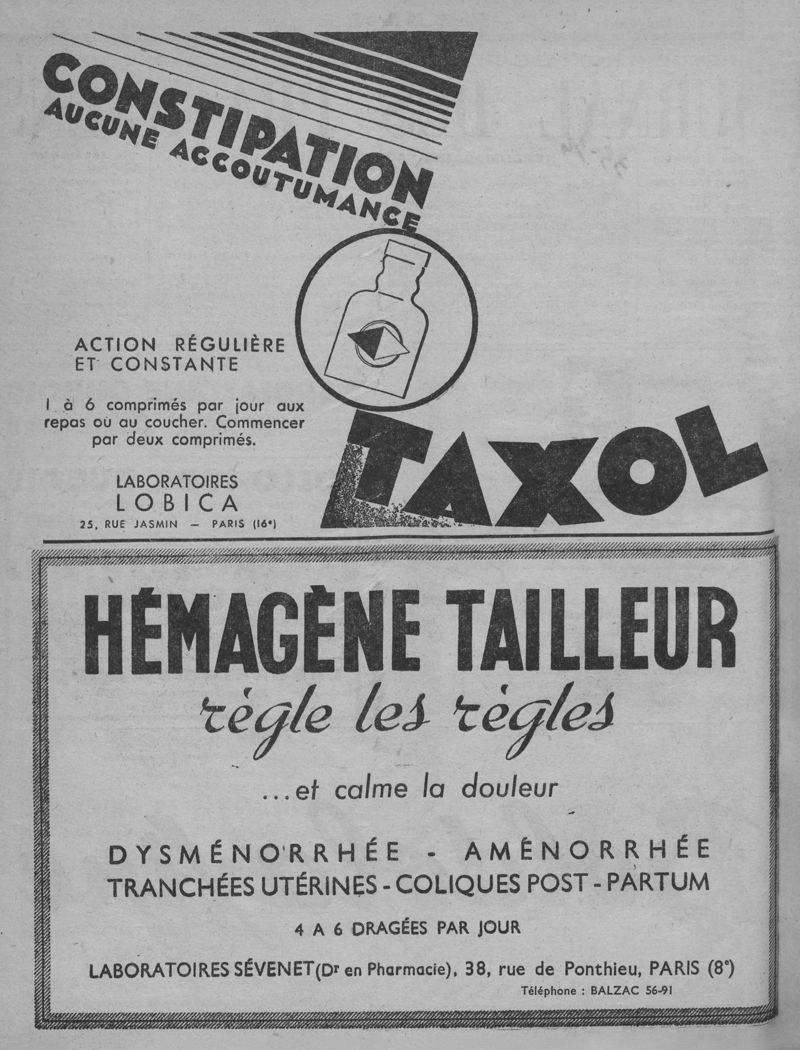 CONSTIPATION
AUCUNE ACCOUTUMANCE
ACTION RÉGULIÈRE
ET CONSTANTE
1 à 6 comprimés par jour aux
repas ou au coucher. Commencer
par deux comprimés.
LABORATOIRES
LOBICA
25, RUE JASMIN — PARIS (16e)
TAXOL
HÉMAGÈNE TAILLEUR
règle les règles
...et calme la douleur
DYSMÉNORRHÉE - AMÉNORRHÉE
TRANCHÉES UTÉRINES - COLIQUES POST-PARTUM
4 A 6 DRAGÉES PAR JOUR
LABORATOIRES SÉVENET (Dr en Pharmacie), 38, rue de Ponthieu, PARIS (8e)
Téléphone : BALZAC 56-91